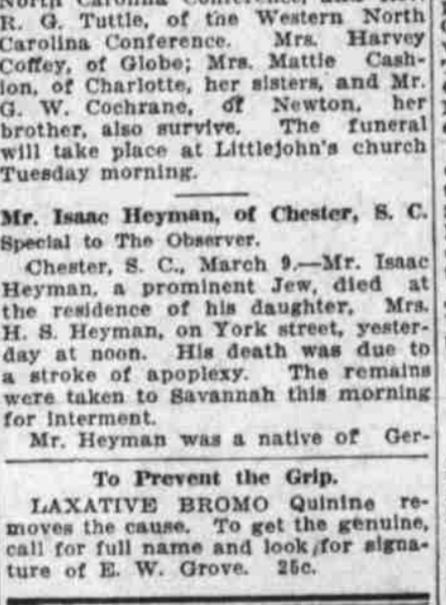 R. G. Tuttle, of the Western North
Carolina Conference. Mrs. Harvey
Coffey, of Globe; Mrs. Mattie Cash-
ion, of Charlotte, her sisters, and Mr.
G. W. Cochrane, of Newton, her
brother, also survive. The funeral
will take place at Littlejohn's church
Tuesday morning.
Mr. Isaac Heyman, of Chester, S. C.
Special to The Observer.
Chester, S. C., March 9.—Mr. Isaac
Heyman, a prominent Jew, died at
the residence of his daughter, Mrs.
H. S. Heyman, on York street, yester-
day at noon. His death was due to
a stroke of apoplexy. The remains
were taken to Savannah this morning
for interment.
Mr. Heyman was a native of Ger-
To Prevent the Grip.
LAXATIVE BROMO Quinine re-
moves the cause. To get the genuine,
call for full name and look for signa-
ture of E. W. Grove. 25c.